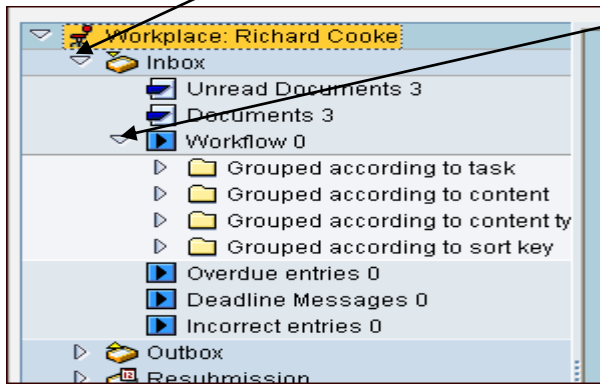 Workplace: Richard Cooke
Inbox
Unread Documents 3
Documents 3
Workflow 0
Grouped according to task
Grouped according to content
Grouped according to content ty
Grouped according to sort key
Overdue entries 0
Deadline Messages 0
Incorrect entries 0
Outbox
Resubmission